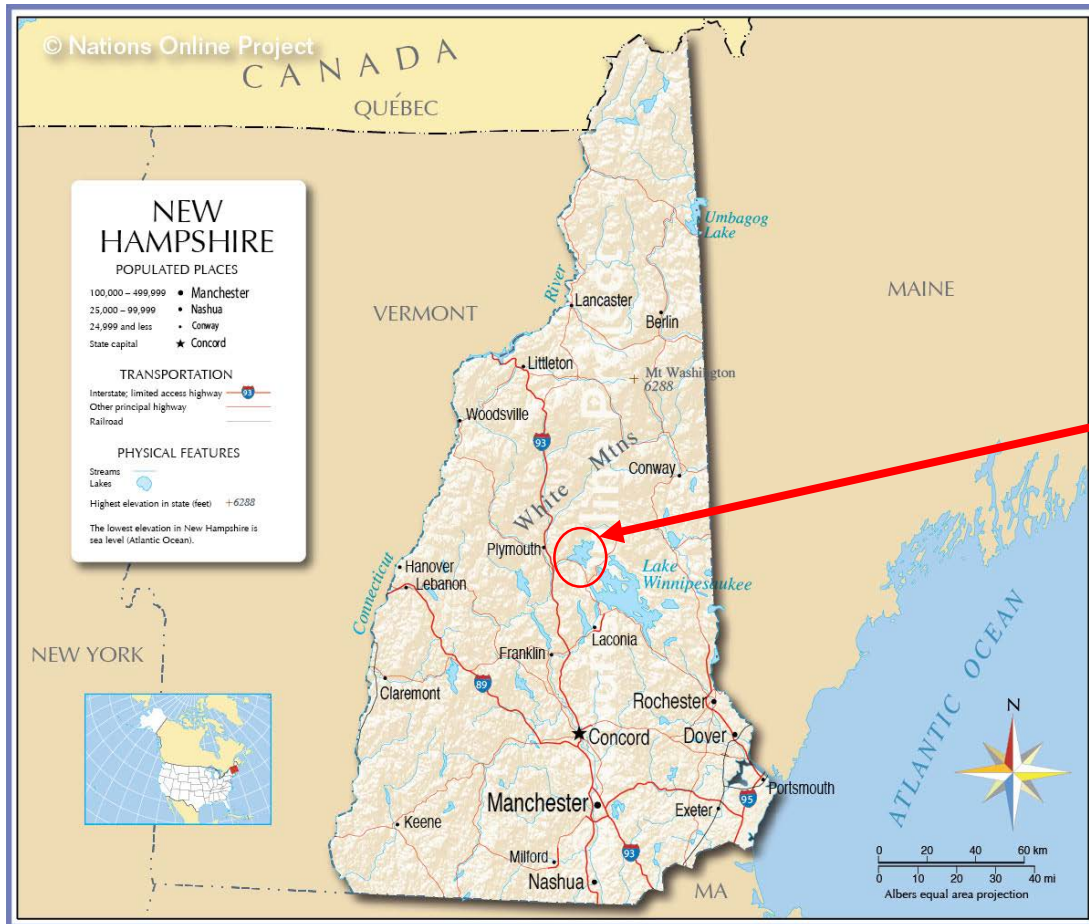 © Nations Online Project
CANADA
QUÉBEC
NEW
HAMPSHIRE
POPULATED PLACES
100,000 – 499,999 Manchester
25,000 – 99,999 Nashua
24,999 and less Conway
State capital ★ Concord
TRANSPORTATION
Interstate; limited access highway 93
Other principal highway
Railroad
PHYSICAL FEATURES
Streams
Lakes
Highest elevation in state (feet) +6288
The lowest elevation in New Hampshire is
sea level (Atlantic Ocean).
Umbagog
Lake
MAINE
VERMONT
River
Lancaster
Berlin
Littleton
Mt Washington
6288
Woodsville
93
White Mtns
Conway
Plymouth
Lake
Winnipesaukee
Hanover
Lebanon
Connecticut
Laconia
Franklin
NEW YORK
Claremont
89
Rochester
Concord
Dover
ATLANTIC OCEAN
N
Manchester
Portsmouth
Exeter
95
Keene
Milford
93
Nashua
MA
0 20 40 60 km
0 10 20 30 40 mi
Albers equal area projection